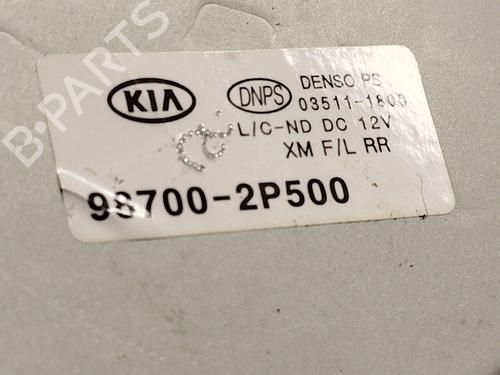 B-PARTS
KIA
DNPS
DENSO PS
03511-1800
L/C-ND DC 12V
XM F/L RR
98700-2P500